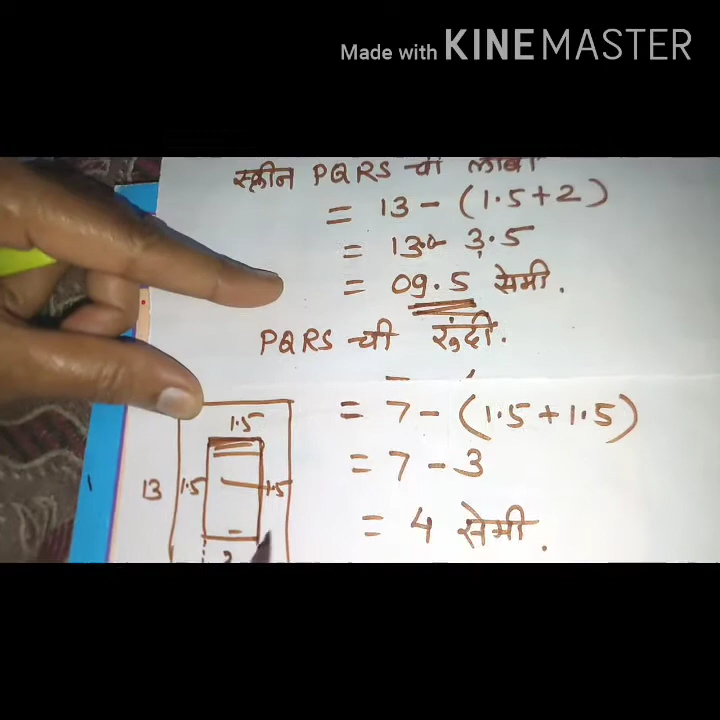 Made with KINEMASTER
स्क्रीन PQRS ची लांबी
= 13 - (1.5+2)
= 13 - 3.5
= 09.5 सेमी.
PQRS ची रुंदी.
= 7 - (1.5+1.5)
= 7 - 3
= 4 सेमी.
1.5
13 1.5 1.5
2